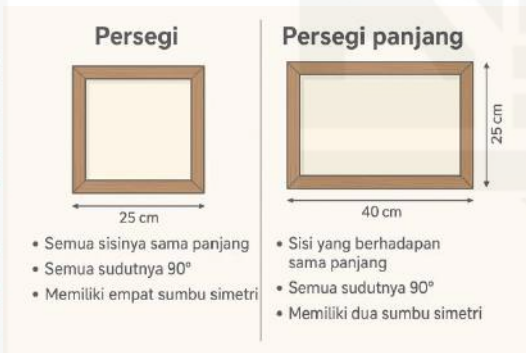 Persegi
25 cm
• Semua sisinya sama panjang
• Semua sudutnya 90°
• Memiliki empat sumbu simetri
Persegi panjang
25 cm
40 cm
• Sisi yang berhadapan
sama panjang
• Semua sudutnya 90°
• Memiliki dua sumbu simetri